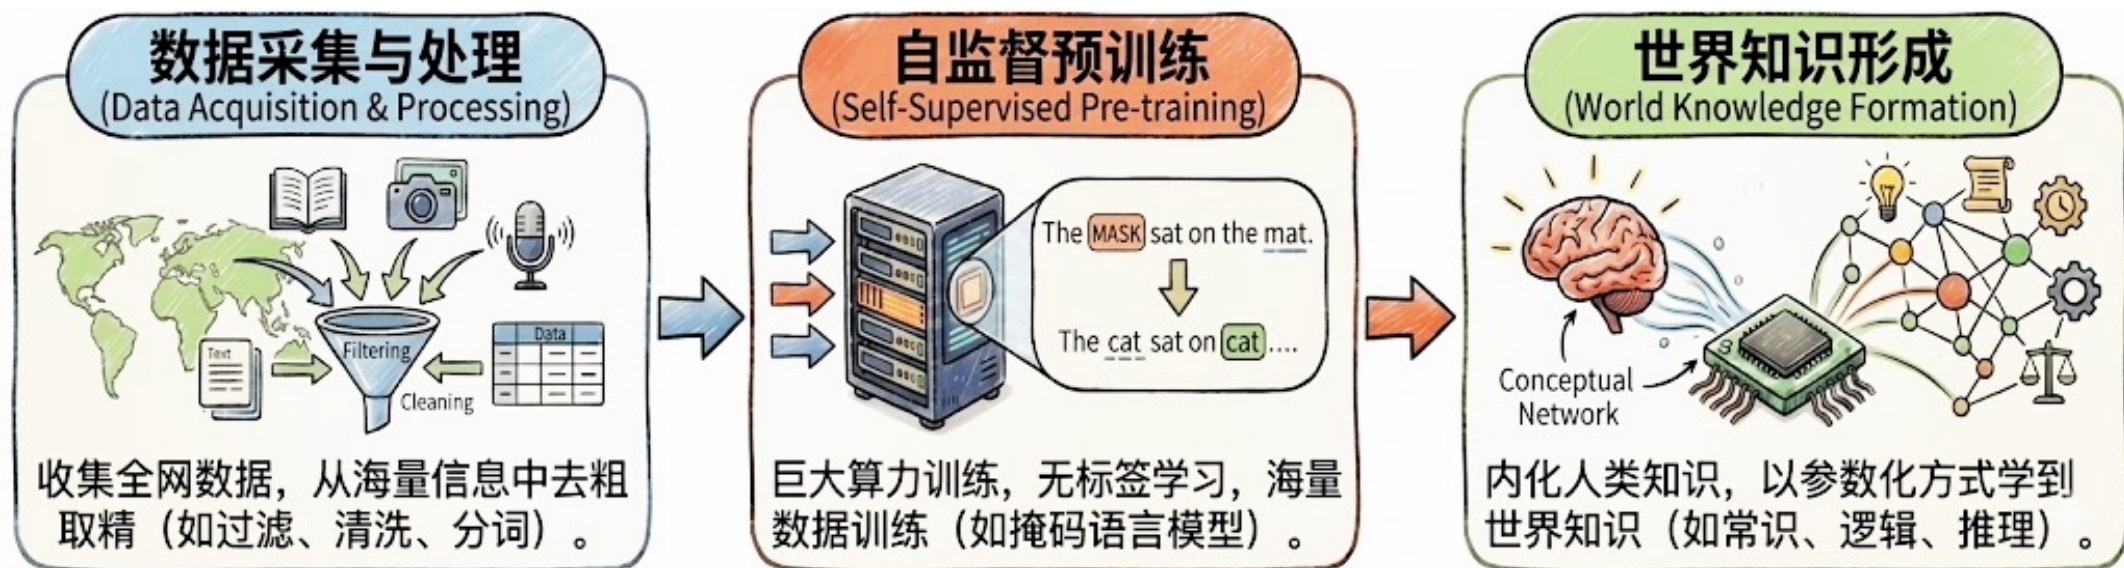 数据采集与处理
(Data Acquisition & Processing)
Text
Filtering
Cleaning
Data
收集全网数据，从海量信息中去粗
取精（如过滤、清洗、分词）。
自监督预训练
(Self-Supervised Pre-training)
The MASK sat on the mat.
The cat sat on cat ....
巨大算力训练，无标签学习，海量
数据训练（如掩码语言模型）。
世界知识形成
(World Knowledge Formation)
Conceptual
Network
内化人类知识，以参数化方式学到
世界知识（如常识、逻辑、推理）。